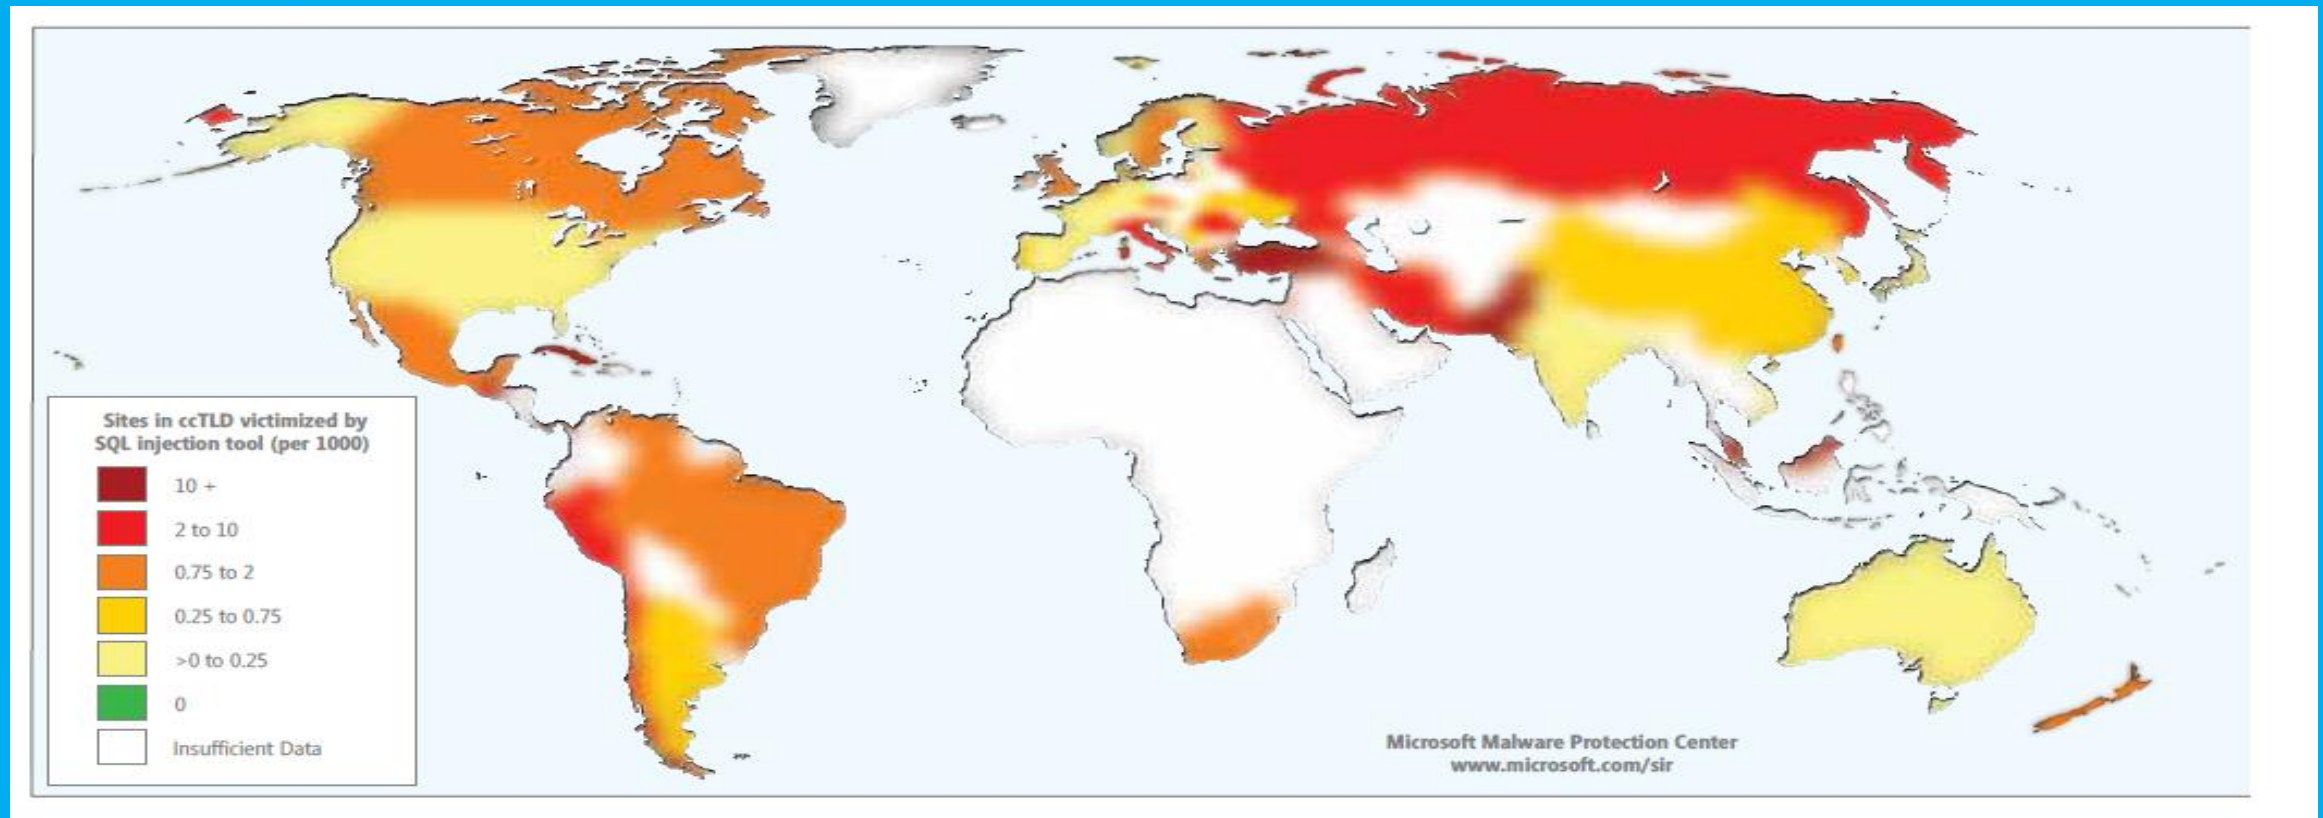 Sites in ccTLD victimized by
SQL injection tool (per 1000)
10 +
2 to 10
0.75 to 2
0.25 to 0.75
>0 to 0.25
0
Insufficient Data
Microsoft Malware Protection Center
www.microsoft.com/sir